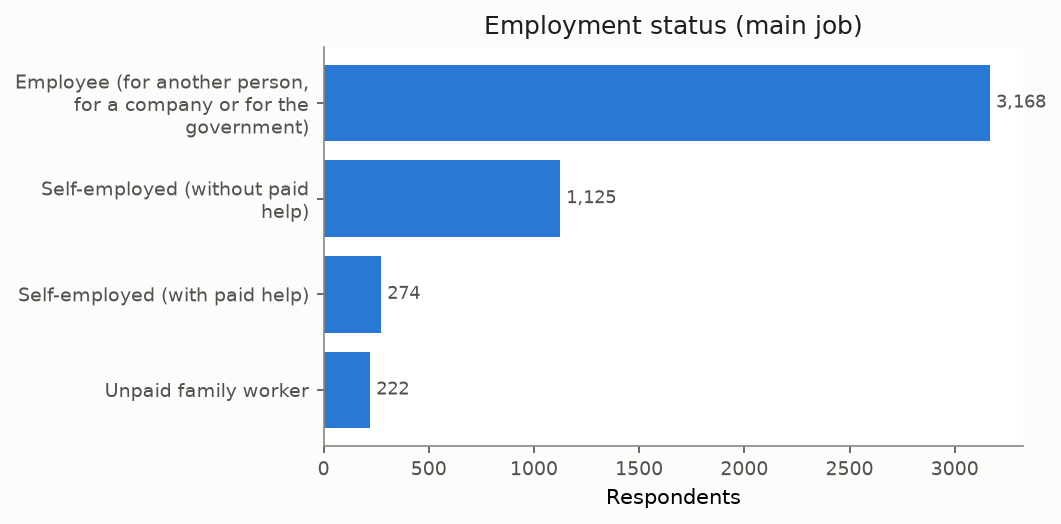 Employment status (main job)
Employee (for another person,
for a company or for the
government)
3,168
Self-employed (without paid
help)
1,125
Self-employed (with paid help)
274
Unpaid family worker
222
0 500 1000 1500 2000 2500 3000
Respondents